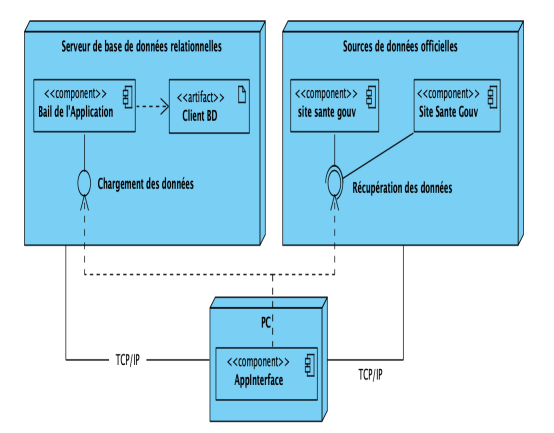 Serveur de base de données relationnelles
<<component>>
Bail de l'Application
<<artifact>>
Client BD
Chargement des données
Sources de données officielles
<<component>>
site sante gouv
<<component>>
Site Sante Gouv
Récupération des données
PC
<<component>>
AppInterface
TCP/IP
TCP/IP